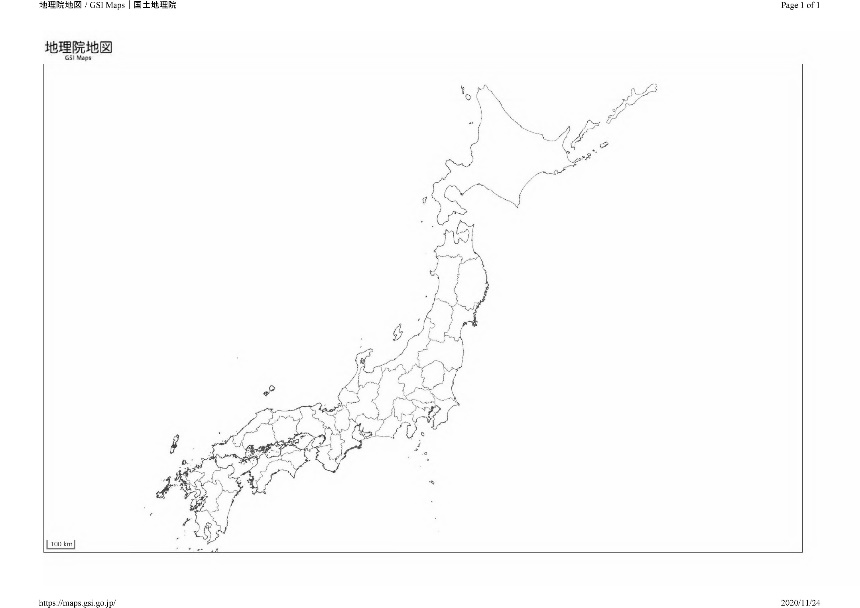 地理院地図 / GSI Maps｜国土地理院
Page 1 of 1
地理院地図
GSI Maps
100 km
https://maps.gsi.go.jp/
2020/11/24